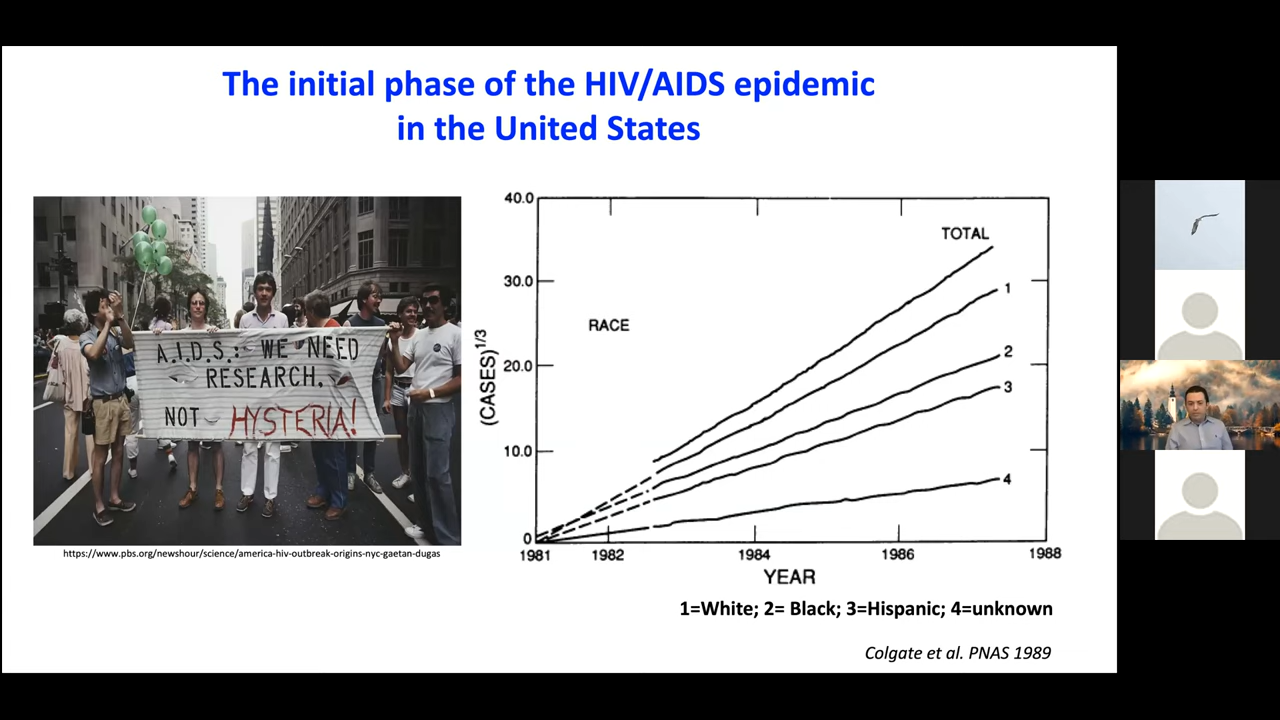 The initial phase of the HIV/AIDS epidemic
in the United States
A.I.D.S.: WE NEED
RESEARCH,
NOT HYSTERIA!
https://www.pbs.org/newshour/science/america-hiv-outbreak-origins-nyc-gaetan-dugas
40.0
30.0
20.0
10.0
0
(CASES)1/3
RACE
TOTAL
1
2
3
4
1981 1982 1984 1986 1988
YEAR
1=White; 2= Black; 3=Hispanic; 4=unknown
Colgate et al. PNAS 1989